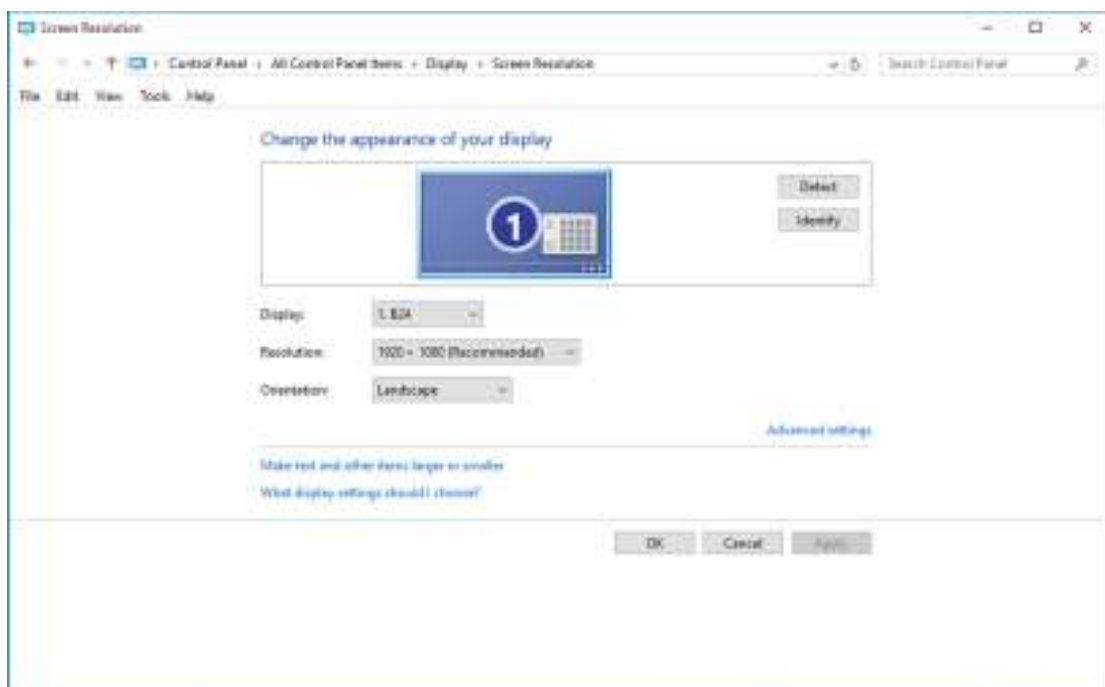 Screen Resolution
Control Panel › All Control Panel Items › Display › Screen Resolution
Search Control Panel
File Edit View Tools Help
Change the appearance of your display
1
Detect
Identify
Display:
Resolution: 1920 × 1080 (Recommended)
Orientation: Landscape
Advanced settings
Make text and other items larger or smaller
What display settings should I choose?
OK Cancel Apply